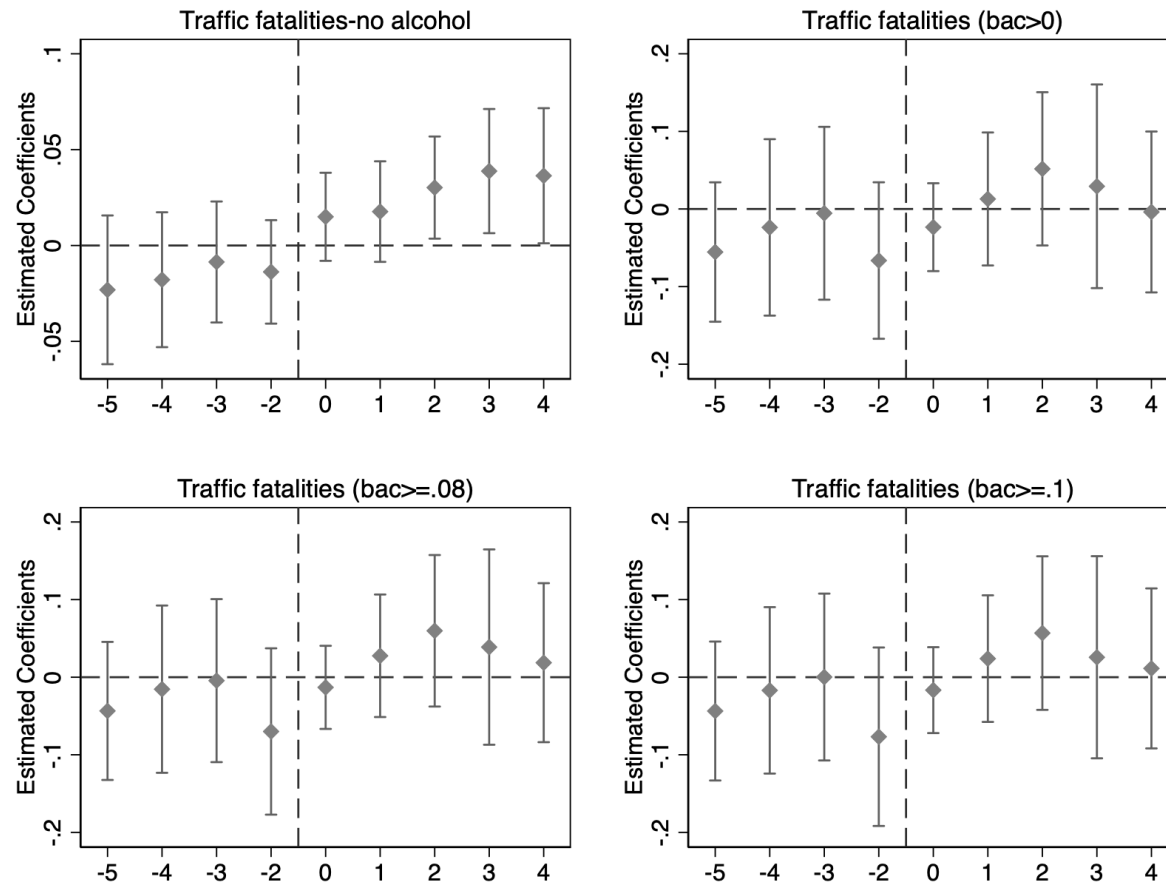 Traffic fatalities-no alcohol
Estimated Coefficients
.1
.05
0
-.05
-5 -4 -3 -2 0 1 2 3 4
Traffic fatalities (bac>0)
Estimated Coefficients
.2
.1
0
-.1
-.2
-5 -4 -3 -2 0 1 2 3 4
Traffic fatalities (bac>=.08)
Estimated Coefficients
.2
.1
0
-.1
-.2
-5 -4 -3 -2 0 1 2 3 4
Traffic fatalities (bac>=.1)
Estimated Coefficients
.2
.1
0
-.1
-.2
-5 -4 -3 -2 0 1 2 3 4